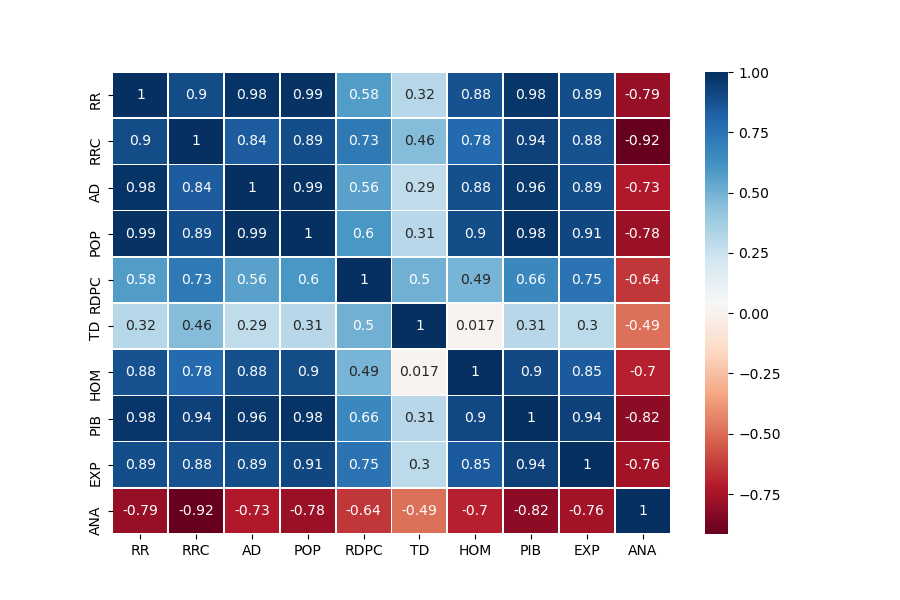 RR 1 0.9 0.98 0.99 0.58 0.32 0.88 0.98 0.89 -0.79
RRC 0.9 1 0.84 0.89 0.73 0.46 0.78 0.94 0.88 -0.92
AD 0.98 0.84 1 0.99 0.56 0.29 0.88 0.96 0.89 -0.73
POP 0.99 0.89 0.99 1 0.6 0.31 0.9 0.98 0.91 -0.78
RDPC 0.58 0.73 0.56 0.6 1 0.5 0.49 0.66 0.75 -0.64
TD 0.32 0.46 0.29 0.31 0.5 1 0.017 0.31 0.3 -0.49
HOM 0.88 0.78 0.88 0.9 0.49 0.017 1 0.9 0.85 -0.7
PIB 0.98 0.94 0.96 0.98 0.66 0.31 0.9 1 0.94 -0.82
EXP 0.89 0.88 0.89 0.91 0.75 0.3 0.85 0.94 1 -0.76
ANA -0.79 -0.92 -0.73 -0.78 -0.64 -0.49 -0.7 -0.82 -0.76 1
RR RRC AD POP RDPC TD HOM PIB EXP ANA
1.00
0.75
0.50
0.25
0.00
−0.25
−0.50
−0.75